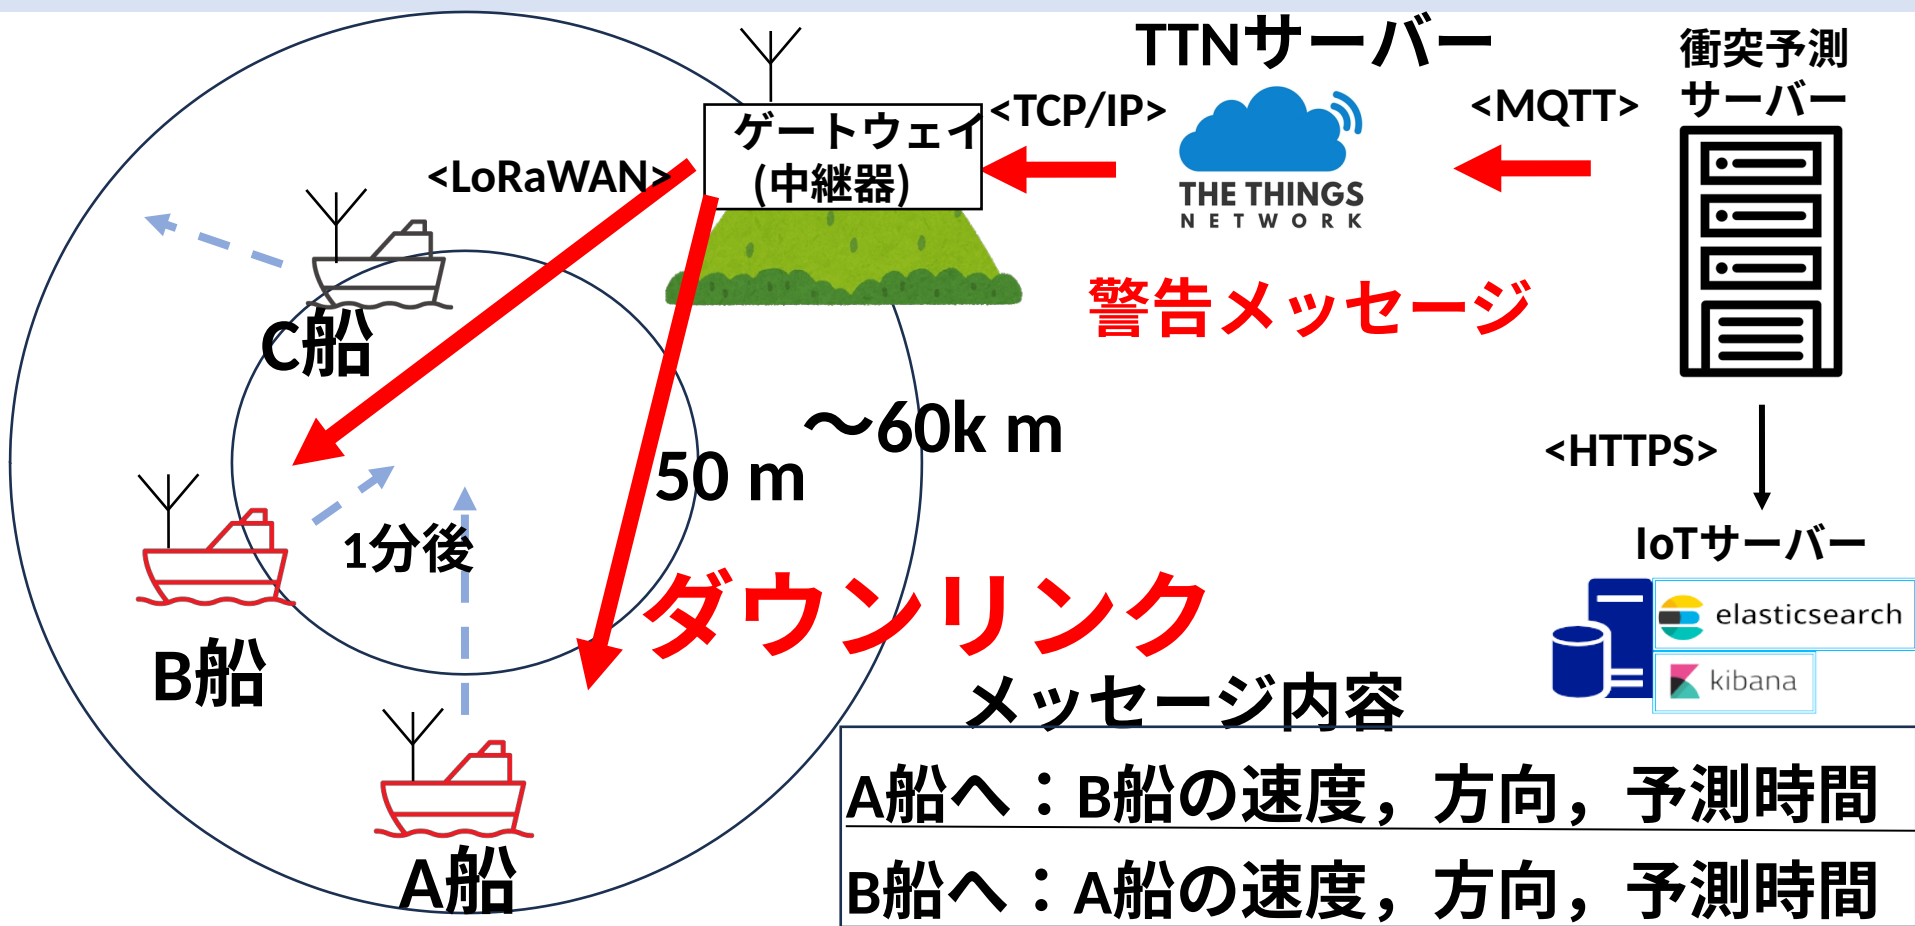 TTNサーバー
衝突予測
サーバー
<TCP/IP>
<MQTT>
ゲートウェイ
(中継器)
<LoRaWAN>
THE THINGS
NETWORK
警告メッセージ
C船
〜60k m
50 m
<HTTPS>
1分後
IoTサーバー
ダウンリンク
elasticsearch
kibana
B船
メッセージ内容
A船へ：B船の速度，方向，予測時間
A船
B船へ：A船の速度，方向，予測時間